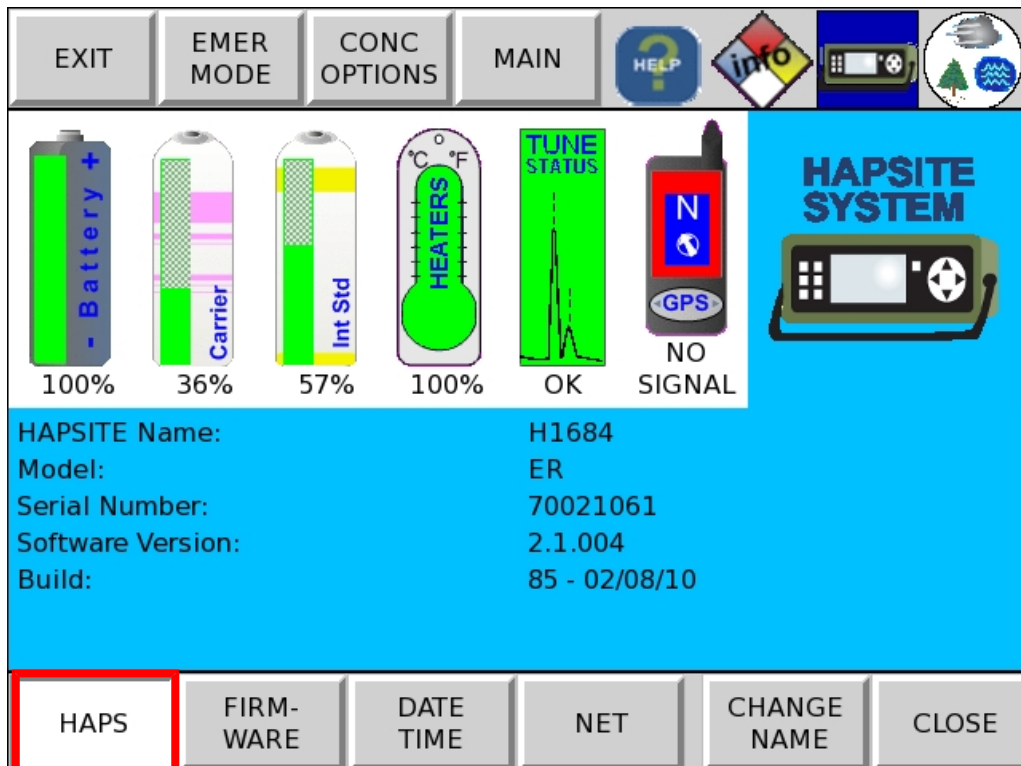 EXIT
EMER
MODE
CONC
OPTIONS
MAIN
HELP
?
info
- Battery +
100%
Carrier
36%
Int Std
57%
°C °F
HEATERS
100%
TUNE
STATUS
OK
N
GPS
NO
SIGNAL
HAPSITE
SYSTEM
HAPSITE Name: H1684
Model: ER
Serial Number: 70021061
Software Version: 2.1.004
Build: 85 - 02/08/10
HAPS
FIRM-
WARE
DATE
TIME
NET
CHANGE
NAME
CLOSE